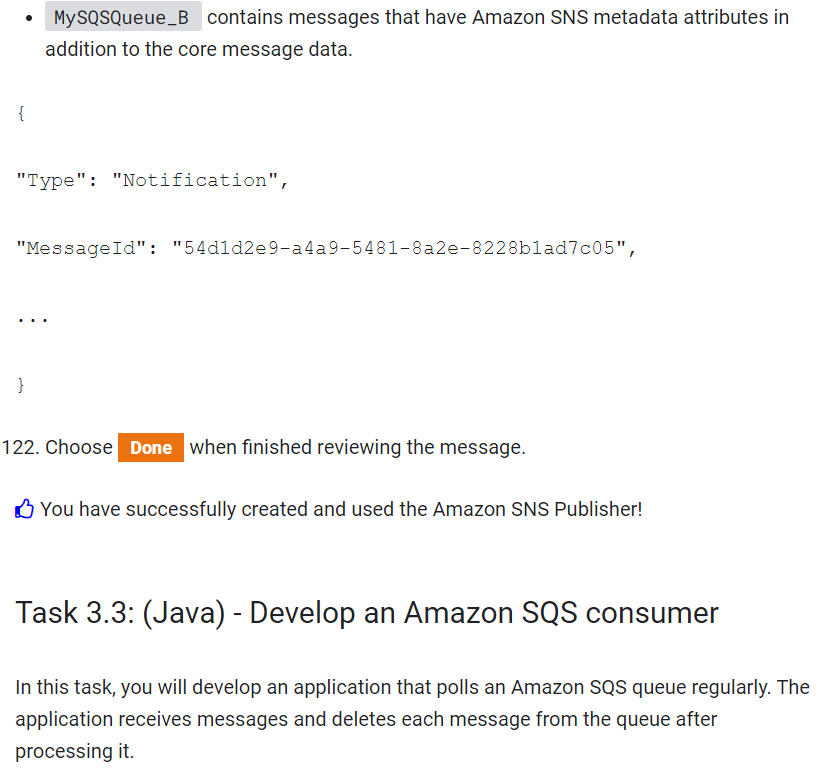 • MySQSQueue_B contains messages that have Amazon SNS metadata attributes in
addition to the core message data.
{
"Type": "Notification",
"MessageId": "54d1d2e9-a4a9-5481-8a2e-8228b1ad7c05",
...
}
122. Choose Done when finished reviewing the message.
You have successfully created and used the Amazon SNS Publisher!
Task 3.3: (Java) - Develop an Amazon SQS consumer
In this task, you will develop an application that polls an Amazon SQS queue regularly. The
application receives messages and deletes each message from the queue after
processing it.